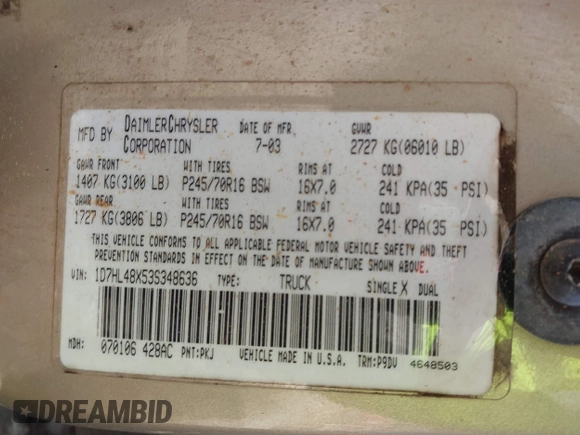 MFD BY DAIMLERCHRYSLER CORPORATION DATE OF MFR 7-03 GVWR 2727 KG(06010 LB)
GAWR FRONT WITH TIRES RIMS AT COLD
1407 KG(3100 LB) P245/70R16 BSW 16X7.0 241 KPA(35 PSI)
GAWR REAR WITH TIRES RIMS AT COLD
1727 KG(3806 LB) P245/70R16 BSW 16X7.0 241 KPA(35 PSI)
THIS VEHICLE CONFORMS TO ALL APPLICABLE FEDERAL MOTOR VEHICLE SAFETY AND THEFT
PREVENTION STANDARDS IN EFFECT ON THE DATE OF MANUFACTURE SHOWN ABOVE.
VIN: 1D7HL48X53S348636 TYPE: TRUCK SINGLE X DUAL
MDH: 070106 428AC PNT:PKJ VEHICLE MADE IN U.S.A. TRM:P9DV 4648503
DREAMBID